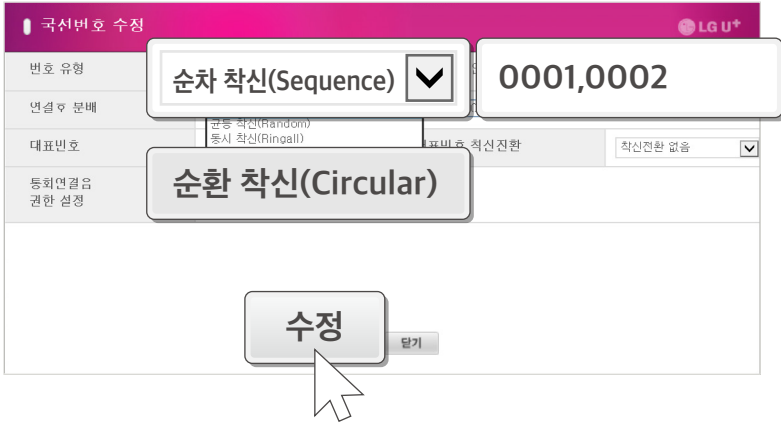 국선번호 수정
LG U+
번호 유형
순차 착신(Sequence)
0001,0002
연결호 분배
균등 착신(Random)
동시 착신(Ringall)
대표번호
착신전환
착신전환 없음
순환 착신(Circular)
통화연결음
권한 설정
수정
닫기